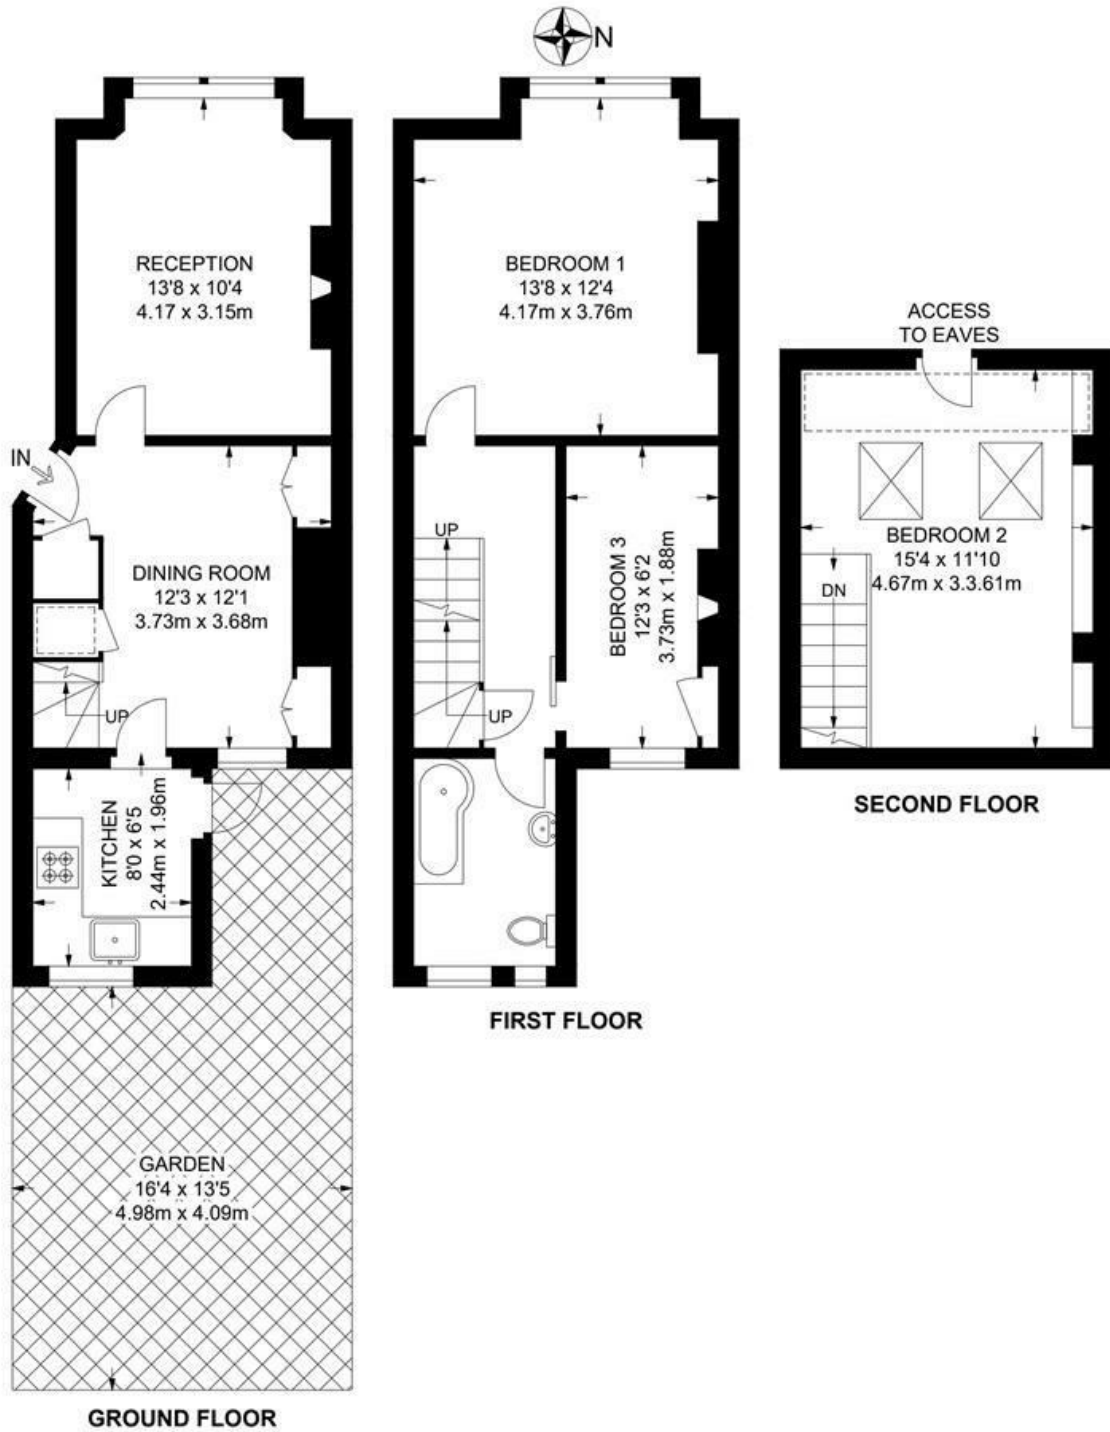 N
RECEPTION
13'8 x 10'4
4.17 x 3.15m
IN
DINING ROOM
12'3 x 12'1
3.73m x 3.68m
UP
KITCHEN
8'0 x 6'5
2.44m x 1.96m
GARDEN
16'4 x 13'5
4.98m x 4.09m
GROUND FLOOR
BEDROOM 1
13'8 x 12'4
4.17m x 3.76m
UP
BEDROOM 3
12'3 x 6'2
3.73m x 1.88m
UP
FIRST FLOOR
ACCESS
TO EAVES
BEDROOM 2
15'4 x 11'10
4.67m x 3.3.61m
DN
SECOND FLOOR